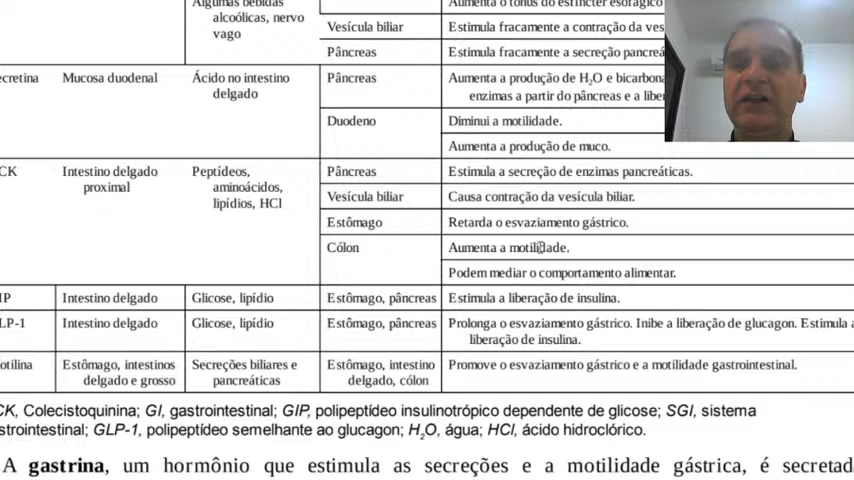 Algumas bebidas
alcoólicas, nervo
vago
Aumenta o tônus do esfíncter esofágico
Vesícula biliar
Estimula fracamente a contração da ves
Pâncreas
Estimula fracamente a secreção pancreá
ecretina
Mucosa duodenal
Ácido no intestino
delgado
Pâncreas
Aumenta a produção de H₂O e bicarbona
enzimas a partir do pâncreas e a liber
Duodeno
Diminui a motilidade.
Aumenta a produção de muco.
CK
Intestino delgado
proximal
Peptídeos,
aminoácidos,
lipídios, HCl
Pâncreas
Estimula a secreção de enzimas pancreáticas.
Vesícula biliar
Causa contração da vesícula biliar.
Estômago
Retarda o esvaziamento gástrico.
Cólon
Aumenta a motilidade.
Podem mediar o comportamento alimentar.
IP
Intestino delgado
Glicose, lipídio
Estômago, pâncreas
Estimula a liberação de insulina.
LP-1
Intestino delgado
Glicose, lipídio
Estômago, pâncreas
Prolonga o esvaziamento gástrico. Inibe a liberação de glucagon. Estimula a
liberação de insulina.
otilina
Estômago, intestinos
delgado e grosso
Secreções biliares e
pancreáticas
Estômago, intestino
delgado, cólon
Promove o esvaziamento gástrico e a motilidade gastrointestinal.
CK, Colecistoquinina; GI, gastrointestinal; GIP, polipeptídeo insulinotrópico dependente de glicose; SGI, sistema
strointestinal; GLP-1, polipeptídeo semelhante ao glucagon; H₂O, água; HCl, ácido hidroclórico.
A gastrina, um hormônio que estimula as secreções e a motilidade gástrica, é secretada